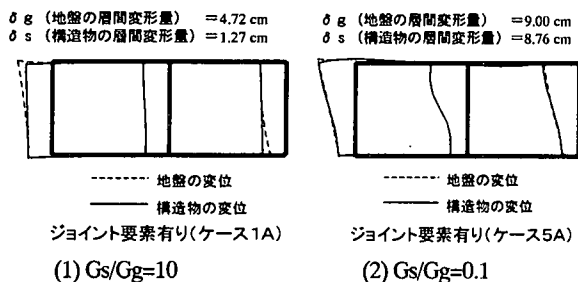 δg（地盤の層間変形量）＝4.72 cm
δs（構造物の層間変形量）＝1.27 cm
地盤の変位
構造物の変位
ジョイント要素有り(ケース1A)
(1) Gs/Gg=10
δg（地盤の層間変形量）＝9.00 cm
δs（構造物の層間変形量）＝8.76 cm
地盤の変位
構造物の変位
ジョイント要素有り(ケース5A)
(2) Gs/Gg=0.1